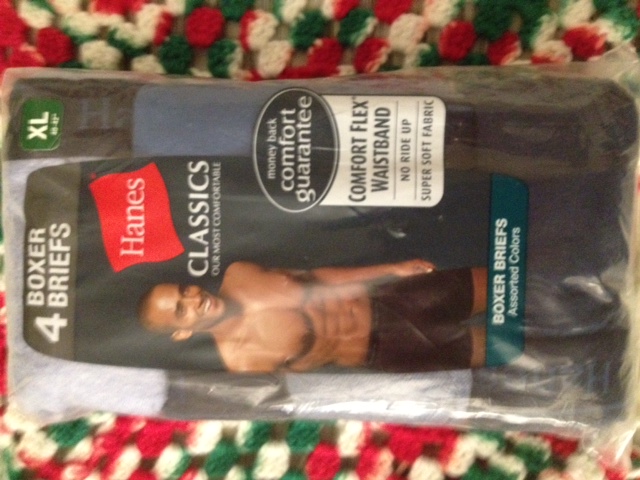 XL
4 BOXER
BRIEFS
Hanes
CLASSICS
OUR MOST COMFORTABLE
money back
comfort
guarantee
COMFORT FLEX®
WAISTBAND
NO RIDE UP
SUPER SOFT FABRIC
BOXER BRIEFS
Assorted Colors